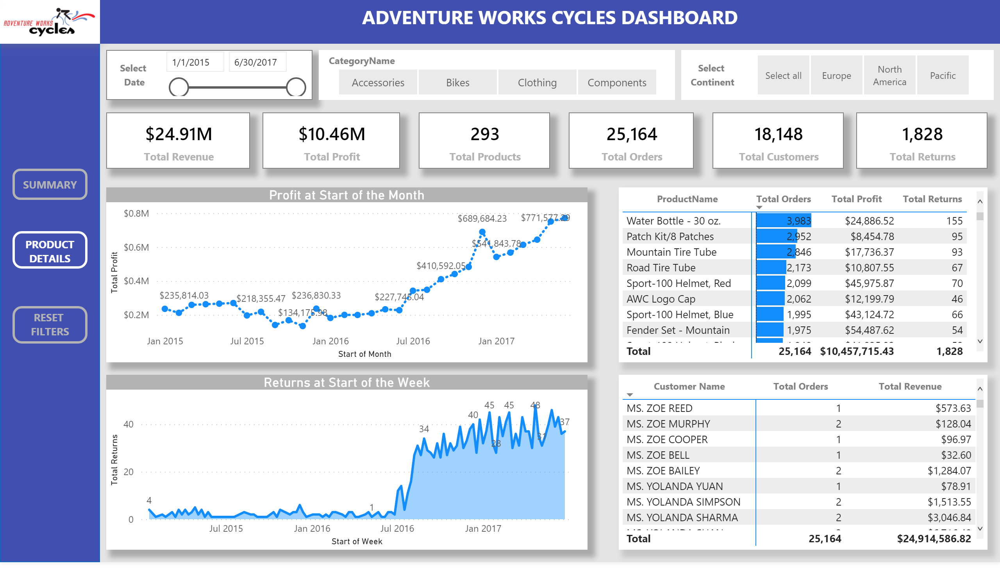 ADVENTURE WORKS
cycles
ADVENTURE WORKS CYCLES DASHBOARD
Select
Date
1/1/2015 6/30/2017
CategoryName
Accessories Bikes Clothing Components
Select
Continent
Select all Europe North America Pacific
$24.91M
Total Revenue
$10.46M
Total Profit
293
Total Products
25,164
Total Orders
18,148
Total Customers
1,828
Total Returns
SUMMARY
PRODUCT
DETAILS
RESET
FILTERS
Profit at Start of the Month
Total Profit
$0.8M
$0.6M
$0.4M
$0.2M
$235,814.03
$218,355.47
$134,175.98
$236,830.33
$227,745.04
$410,592.05
$689,684.23
$541,843.78
$771,577.29
Jan 2015 Jul 2015 Jan 2016 Jul 2016 Jan 2017
Start of Month
ProductName Total Orders Total Profit Total Returns
Water Bottle - 30 oz. 3,983 $24,886.52 155
Patch Kit/8 Patches 2,952 $8,454.78 95
Mountain Tire Tube 2,846 $17,736.37 93
Road Tire Tube 2,173 $10,807.55 67
Sport-100 Helmet, Red 2,099 $45,975.87 70
AWC Logo Cap 2,062 $12,199.79 46
Sport-100 Helmet, Blue 1,995 $43,124.72 66
Fender Set - Mountain 1,975 $54,487.62 54
Total 25,164 $10,457,715.43 1,828
Returns at Start of the Week
Total Returns
40
20
0
4
1
34
40
45
28
45
48
31
37
Jul 2015 Jan 2016 Jul 2016 Jan 2017
Start of Week
Customer Name Total Orders Total Revenue
MS. ZOE REED 1 $573.63
MS. ZOE MURPHY 2 $128.04
MS. ZOE COOPER 1 $96.97
MS. ZOE BELL 1 $32.60
MS. ZOE BAILEY 2 $1,284.07
MS. YOLANDA YUAN 1 $78.91
MS. YOLANDA SIMPSON 2 $1,513.55
MS. YOLANDA SHARMA 2 $3,046.84
Total 25,164 $24,914,586.82